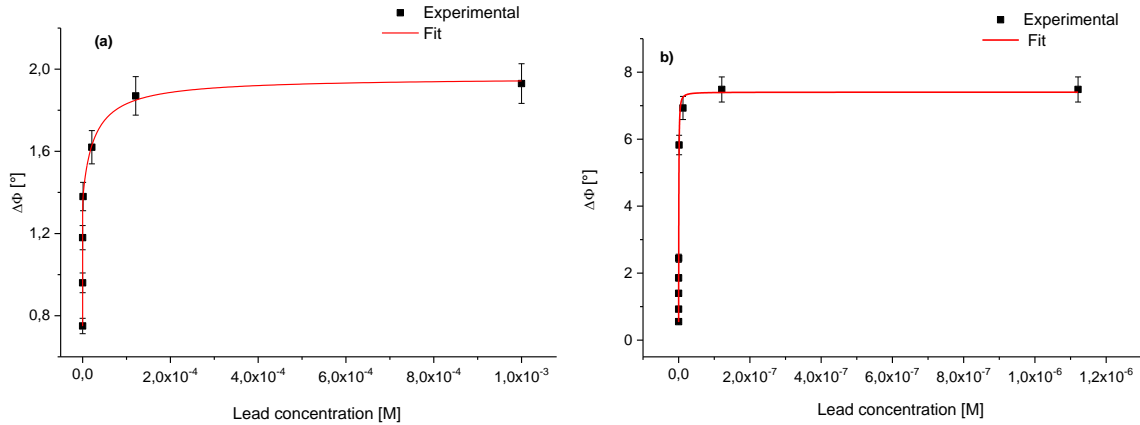 Experimental
Fit
(a)
2,0
1,6
1,2
0,8
ΔΦ [°]
0,0
2,0x10⁻⁴
4,0x10⁻⁴
6,0x10⁻⁴
8,0x10⁻⁴
1,0x10⁻³
Lead concentration [M]
Experimental
Fit
b)
8
6
4
2
0
ΔΦ [°]
0,0
2,0x10⁻⁷
4,0x10⁻⁷
6,0x10⁻⁷
8,0x10⁻⁷
1,0x10⁻⁶
1,2x10⁻⁶
Lead concentration [M]